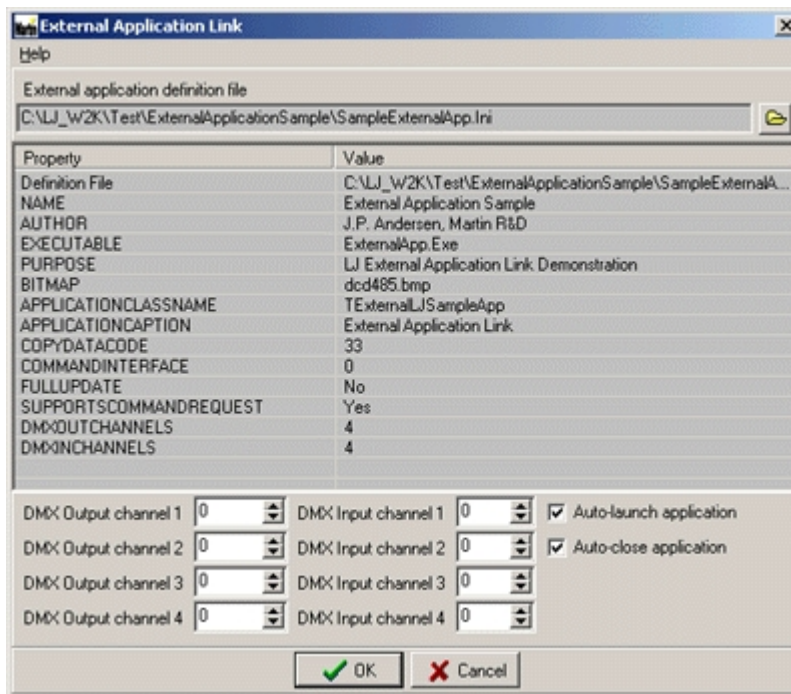 External Application Link
Help
External application definition file
C:\LJ_W2K\Test\ExternalApplicationSample\SampleExternalApp.Ini
Property Value
Definition File C:\LJ_W2K\Test\ExternalApplicationSample\SampleExternalA...
NAME External Application Sample
AUTHOR J.P. Andersen, Martin R&D
EXECUTABLE ExternalApp.Exe
PURPOSE LJ External Application Link Demonstration
BITMAP dcd485.bmp
APPLICATIONCLASSNAME TExternalLJSampleApp
APPLICATIONCAPTION External Application Link
COPYDATACODE 33
COMMANDINTERFACE 0
FULLUPDATE No
SUPPORTSCOMMANDREQUEST Yes
DMXOUTCHANNELS 4
DMXINCHANNELS 4
DMX Output channel 1 0 DMX Input channel 1 0 Auto-launch application
DMX Output channel 2 0 DMX Input channel 2 0 Auto-close application
DMX Output channel 3 0 DMX Input channel 3 0
DMX Output channel 4 0 DMX Input channel 4 0
OK Cancel